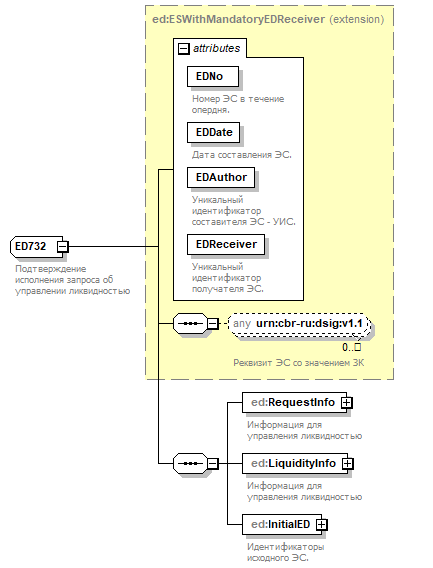 ed:ESWithMandatoryEDReceiver (extension)
attributes
EDNo
Номер ЭС в течение
опердня.
EDDate
Дата составления ЭС.
EDAuthor
Уникальный
идентификатор
составителя ЭС - УИС.
EDReceiver
Уникальный
идентификатор
получателя ЭС.
ED732
Подтверждение
исполнения запроса об
управлении ликвидностью
any urn:cbr-ru:dsig:v1.1
0..□
Реквизит ЭС со значением ЗК
ed:RequestInfo
Информация для
управления ликвидностью
ed:LiquidityInfo
Информация для
управления ликвидностью
ed:InitialED
Идентификаторы
исходного ЭС.